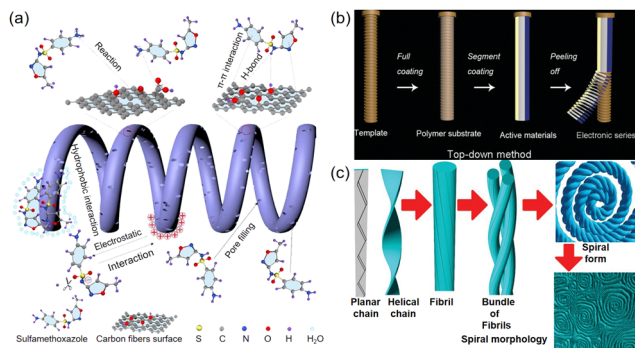 (a)
Reaction
π-π interaction
H-bond
Hydrophobic interaction
Electrostatic
Interaction
Pore filling
Sulfamethoxazole
Carbon fibers surface
S
C
N
O
H
H₂O
(b)
Full
coating
Segment
coating
Peeling
off
Template
Polymer substrate
Active materials
Electronic series
Top-down method
(c)
Planar
chain
Helical
chain
Fibril
Bundle
of
Fibrils
Spiral morphology
Spiral
form